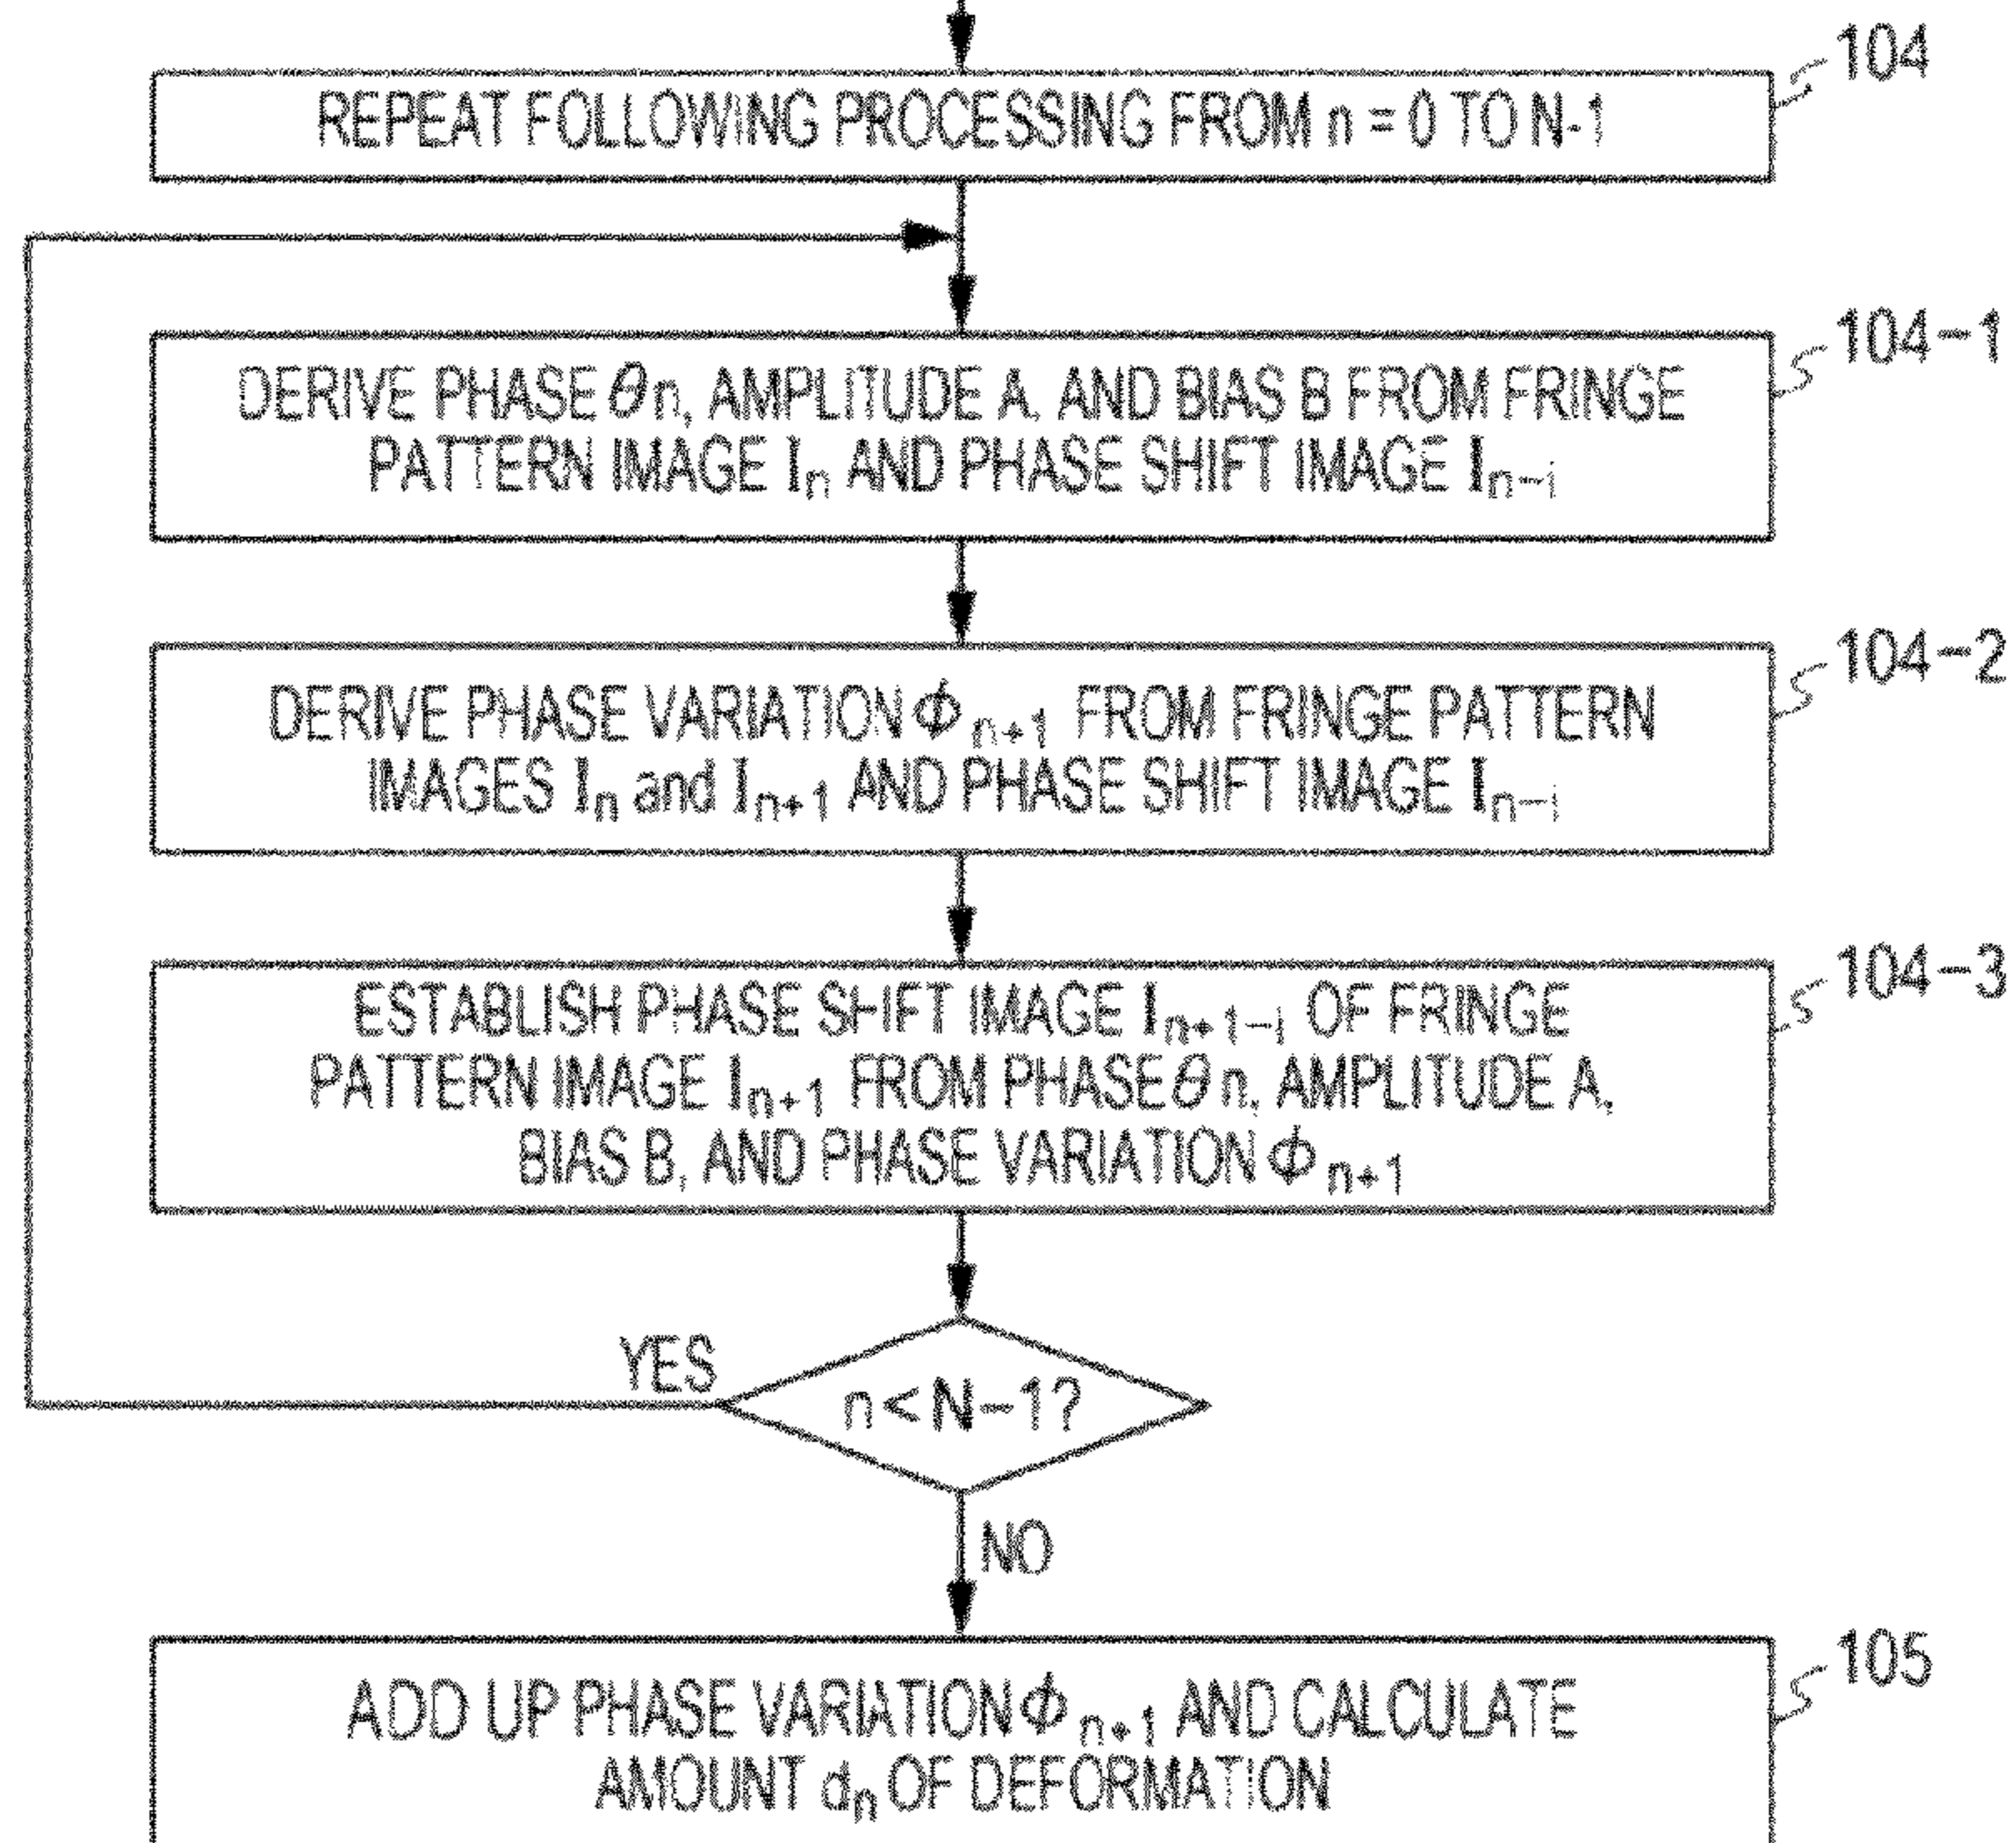 104
REPEAT FOLLOWING PROCESSING FROM n = 0 TO N-1
104-1
DERIVE PHASE θn, AMPLITUDE A, AND BIAS B FROM FRINGE
PATTERN IMAGE Iₙ AND PHASE SHIFT IMAGE Iₙ₋ᵢ
104-2
DERIVE PHASE VARIATION Φₙ₊₁ FROM FRINGE PATTERN
IMAGES Iₙ and Iₙ₊₁ AND PHASE SHIFT IMAGE Iₙ₋ᵢ
104-3
ESTABLISH PHASE SHIFT IMAGE Iₙ₊₁₋ᵢ OF FRINGE
PATTERN IMAGE Iₙ₊₁ FROM PHASE θn, AMPLITUDE A,
BIAS B, AND PHASE VARIATION Φₙ₊₁
YES
n<N-1?
NO
105
ADD UP PHASE VARIATION Φₙ₊₁ AND CALCULATE
AMOUNT dₙ OF DEFORMATION